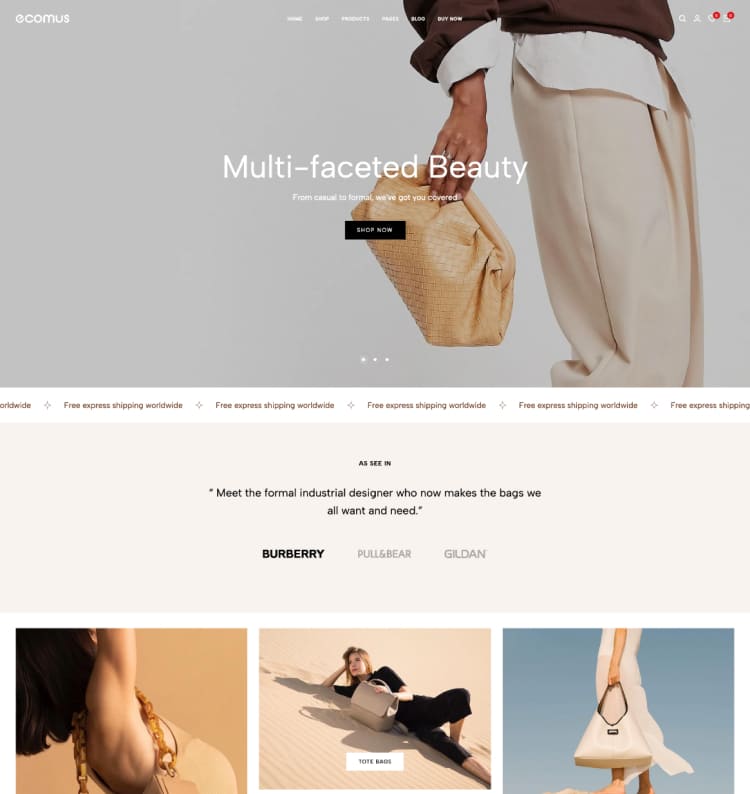 ecomus
HOME SHOP PRODUCTS PAGES BLOG BUY NOW
0 0
Multi-faceted Beauty
From casual to formal, we've got you covered.
SHOP NOW
orldwide Free express shipping worldwide Free express shipping worldwide Free express shipping worldwide Free express shipping worldwide Free express shipping
AS SEE IN
“ Meet the formal industrial designer who now makes the bags we
all want and need.”
BURBERRY PULL&BEAR GILDAN
TOTE BAGS